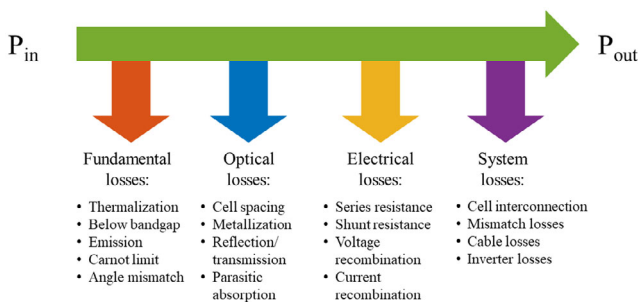 P_in
P_out
Fundamental
losses:
• Thermalization
• Below bandgap
• Emission
• Carnot limit
• Angle mismatch
Optical
losses:
• Cell spacing
• Metallization
• Reflection/
transmission
• Parasitic
absorption
Electrical
losses:
• Series resistance
• Shunt resistance
• Voltage
recombination
• Current
recombination
System
losses:
• Cell interconnection
• Mismatch losses
• Cable losses
• Inverter losses